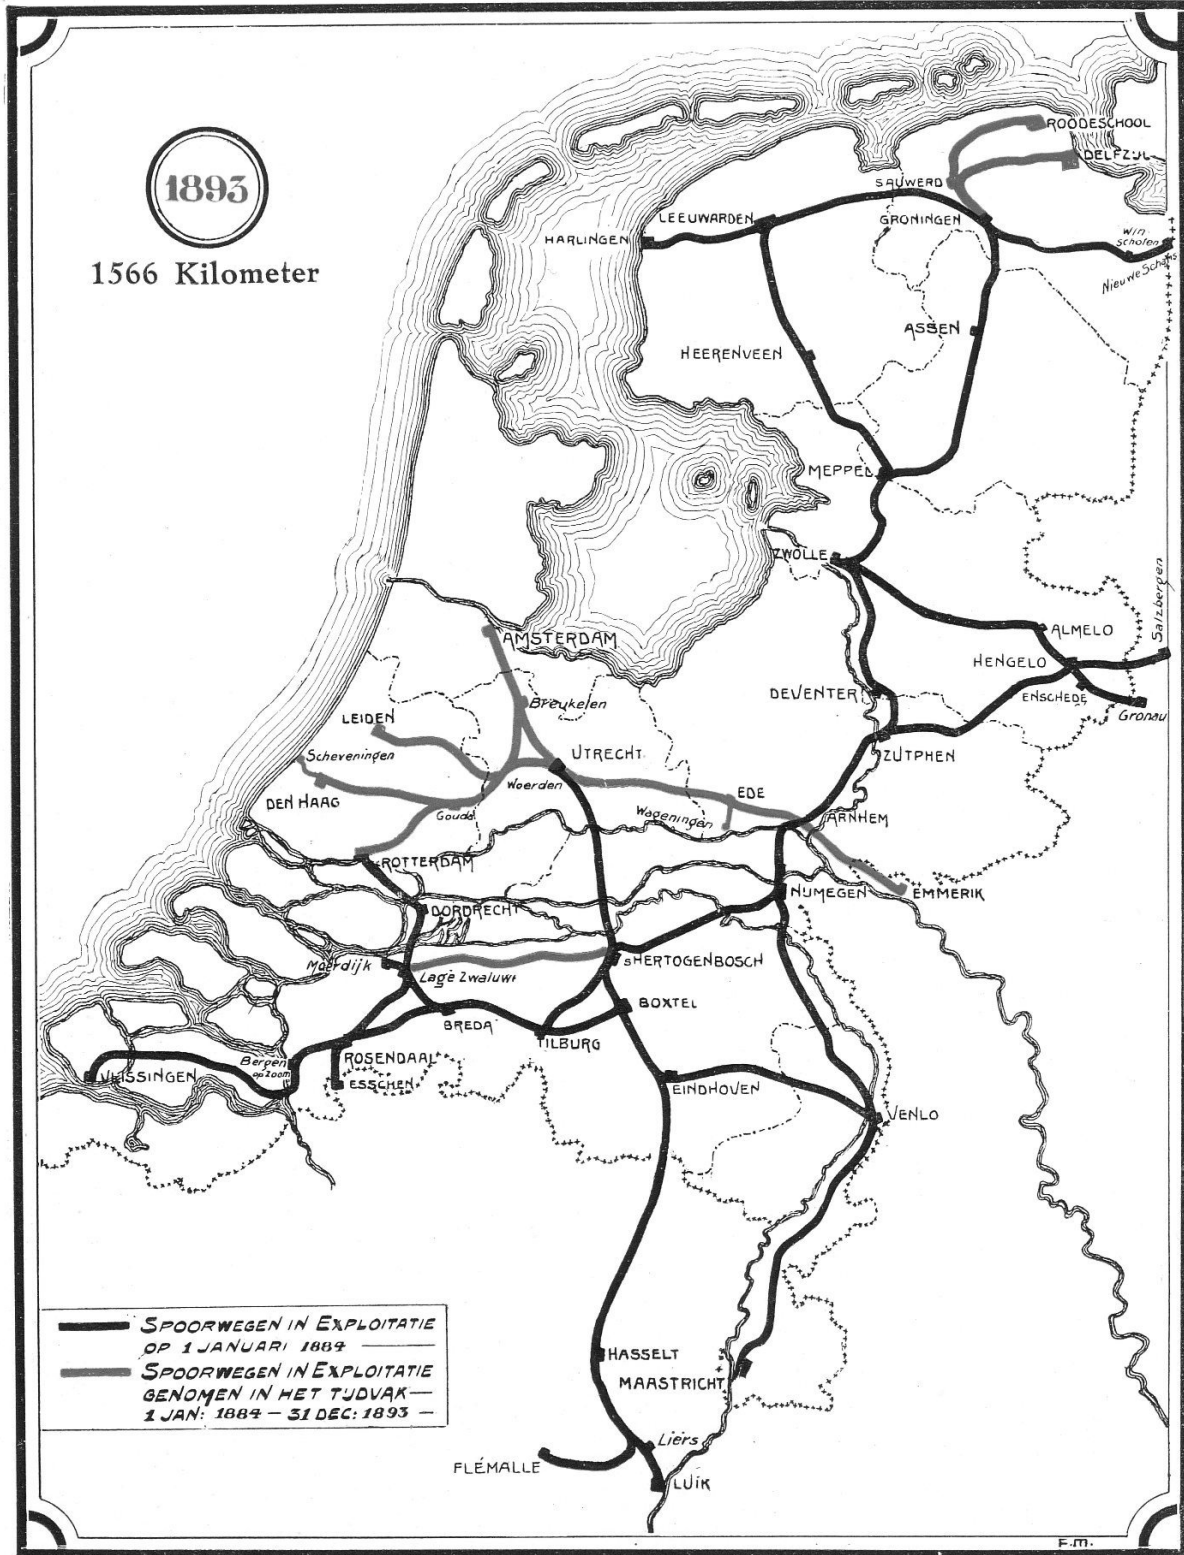 1893
1566 Kilometer
ROODESCHOOL
DELFZIJL
SAUWERD
LEEUWARDEN
GRONINGEN
HARLINGEN
Win
schoten
Nieuwe Schans
ASSEN
HEERENVEEN
MEPPEL
ZWOLLE
Salzbergen
AMSTERDAM
ALMELO
HENGELO
DEVENTER
ENSCHEDE
Gronau
Breukelen
LEIDEN
Scheveningen
UTRECHT
ZUTPHEN
Woerden
DEN HAAG
EDE
Gouda
Wageningen
ARNHEM
ROTTERDAM
NIJMEGEN
EMMERIK
DORDRECHT
Moerdijk
Lage Zwaluwe
sHERTOGENBOSCH
BOXTEL
BREDA
TILBURG
Bergen
op Zoom
ROSENDAAL
VLISSINGEN
ESSCHEN
EINDHOVEN
VENLO
SPOORWEGEN IN EXPLOITATIE
OP 1 JANUARI 1884
SPOORWEGEN IN EXPLOITATIE
GENOMEN IN HET TIJDVAK
1 JAN: 1884 — 31 DEC: 1893
HASSELT
MAASTRICHT
Liérs
FLÉMALLE
LUIK
F.M.